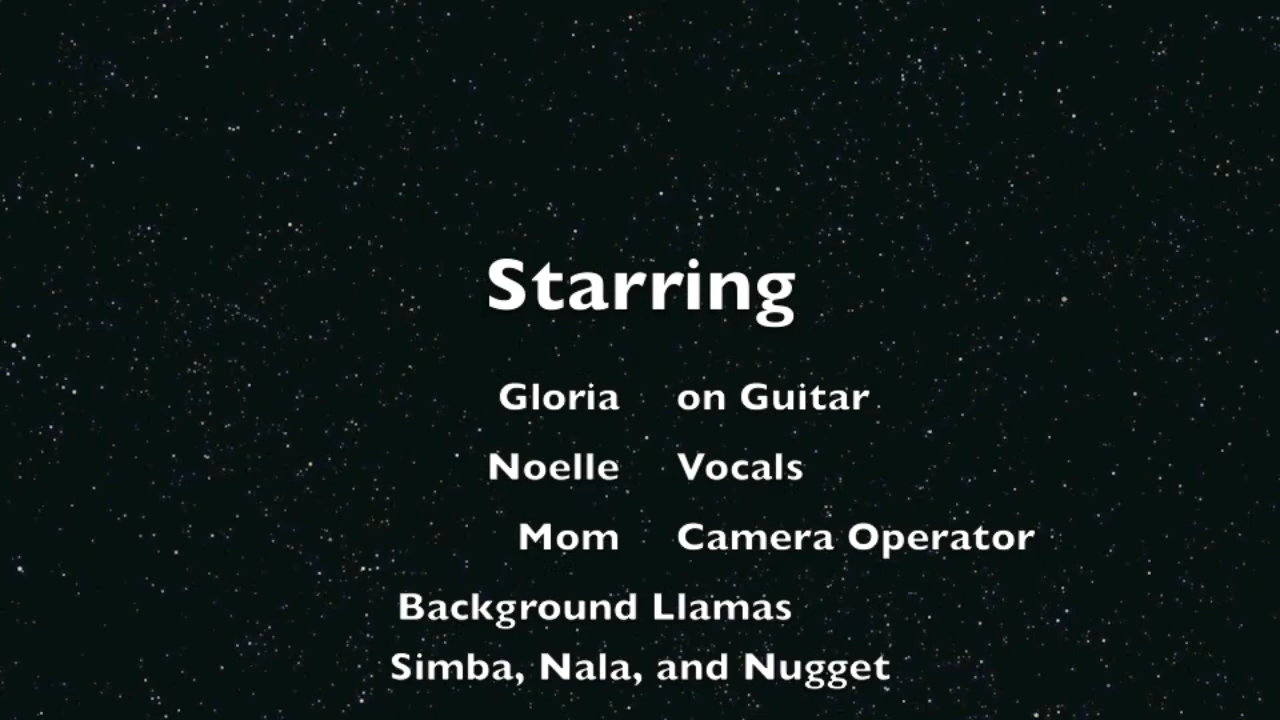 Starring
Gloria on Guitar
Noelle Vocals
Mom Camera Operator
Background Llamas
Simba, Nala, and Nugget